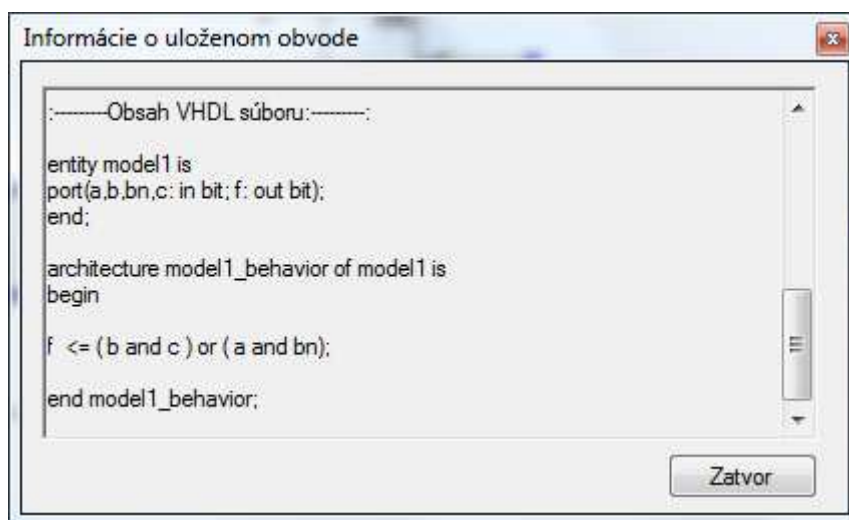 Informácie o uloženom obvode
:--------Obsah VHDL súboru:--------:
entity model1 is
port(a,b,bn,c: in bit; f: out bit);
end;
architecture model1_behavior of model1 is
begin
f <= ( b and c ) or ( a and bn);
end model1_behavior;
Zatvor